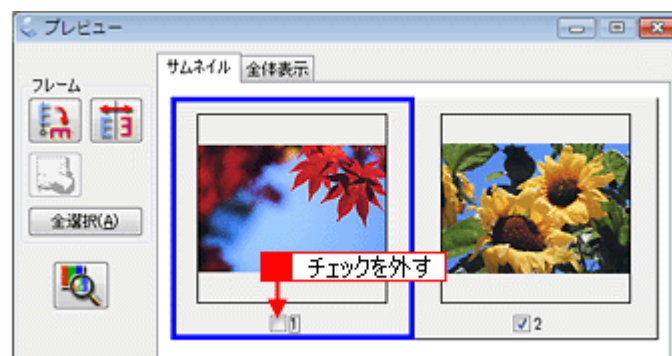 プレビュー
サムネイル 全体表示
フレーム
全選択(A)
チェックを外す
1
2